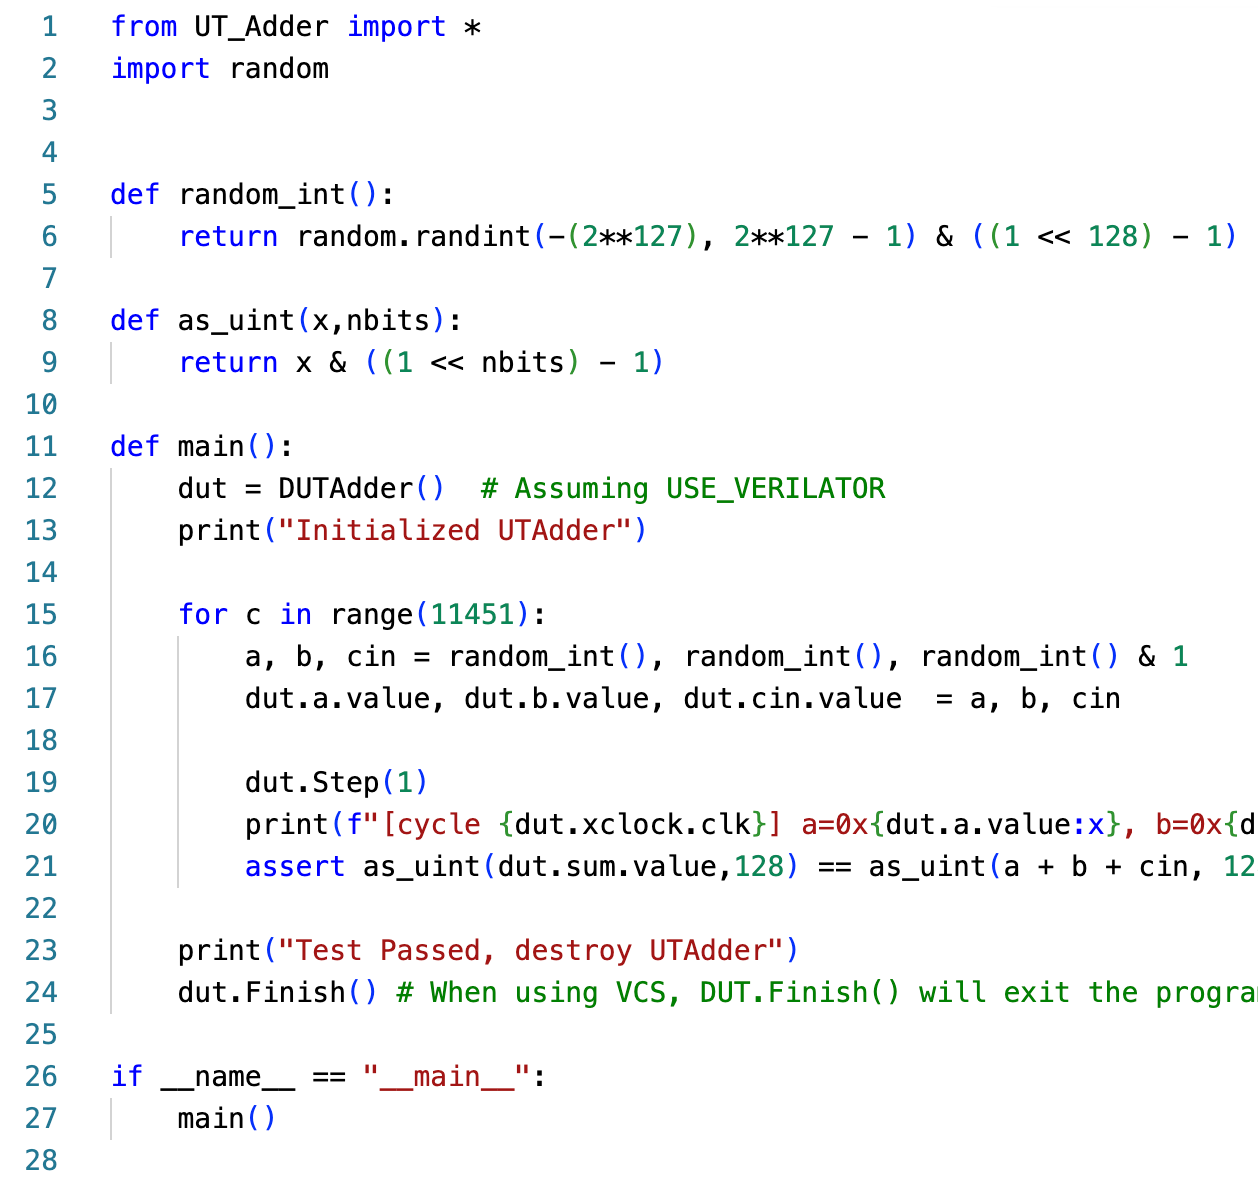 1 from UT_Adder import *
2 import random
3
4
5 def random_int():
6     return random.randint(-(2**127), 2**127 - 1) & ((1 << 128) - 1)
7
8 def as_uint(x,nbits):
9     return x & ((1 << nbits) - 1)
10
11 def main():
12     dut = DUTAdder()  # Assuming USE_VERILATOR
13     print("Initialized UTAdder")
14
15     for c in range(11451):
16         a, b, cin = random_int(), random_int(), random_int() & 1
17         dut.a.value, dut.b.value, dut.cin.value  = a, b, cin
18
19         dut.Step(1)
20         print(f"[cycle {dut.xclock.clk}] a=0x{dut.a.value:x}, b=0x{d
21         assert as_uint(dut.sum.value,128) == as_uint(a + b + cin, 12
22
23     print("Test Passed, destroy UTAdder")
24     dut.Finish() # When using VCS, DUT.Finish() will exit the progra
25
26 if __name__ == "__main__":
27     main()
28